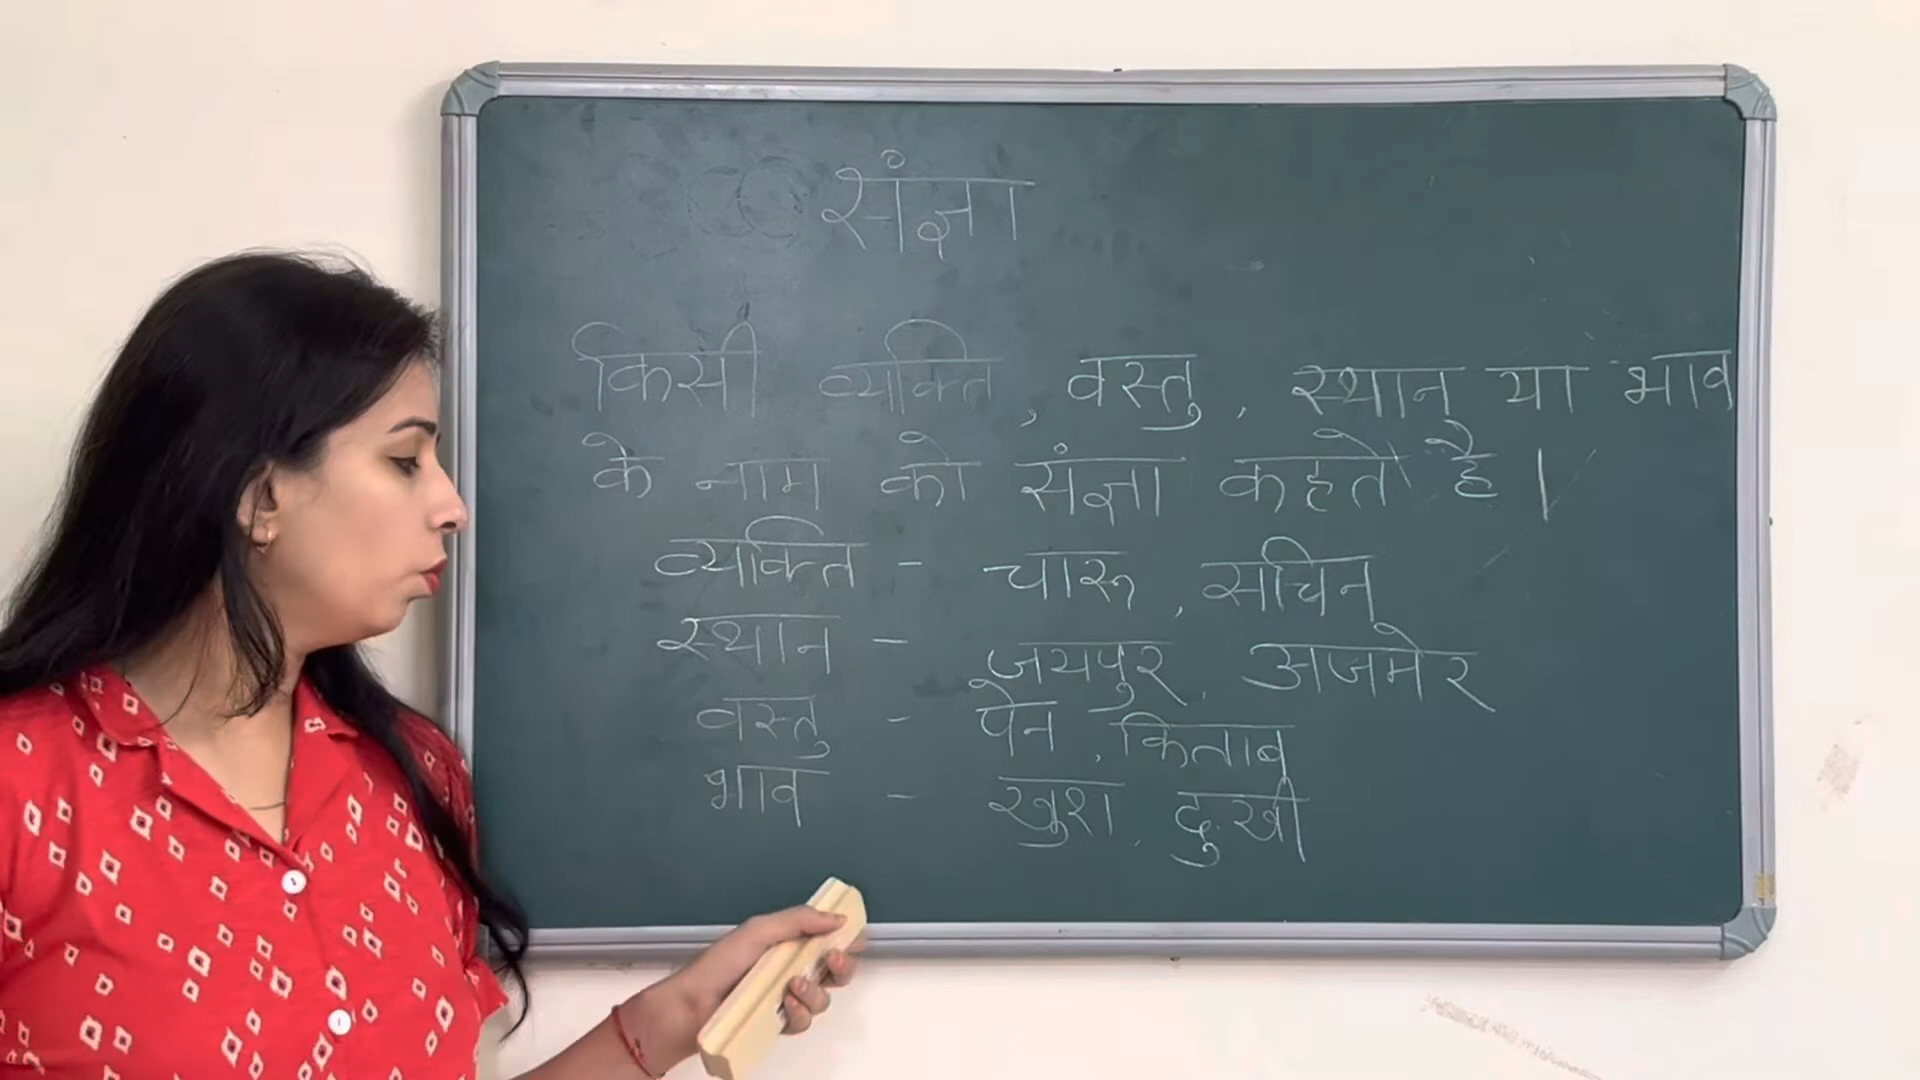 संज्ञा
किसी व्यक्ति, वस्तु, स्थान या भाव
के नाम को संज्ञा कहते है।
व्यक्ति - चारू, सचिन
स्थान - जयपुर, अजमेर
वस्तु - पेन, किताब
भाव - खुश, दुःखी